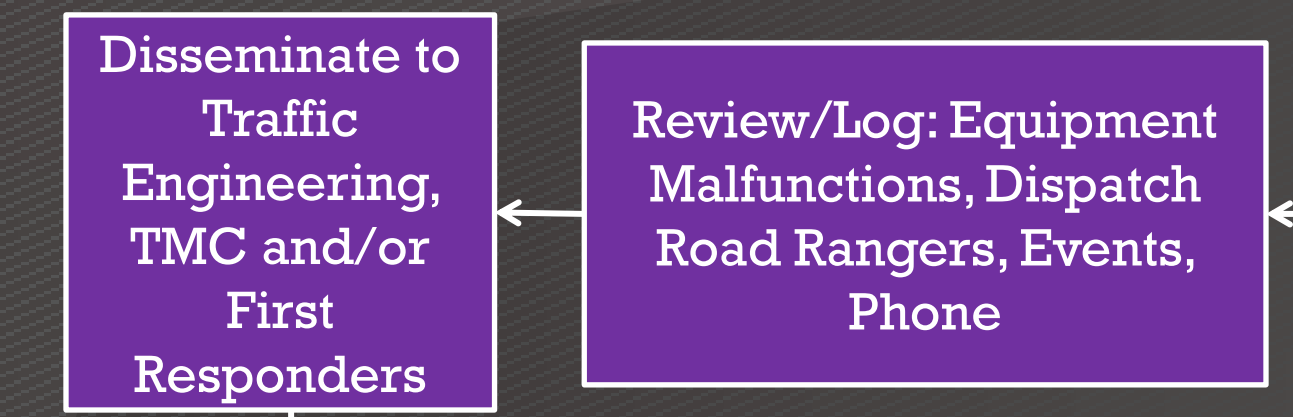 Disseminate to
Traffic
Engineering,
TMC and/or
First
Responders
Review/Log: Equipment
Malfunctions, Dispatch
Road Rangers, Events,
Phone